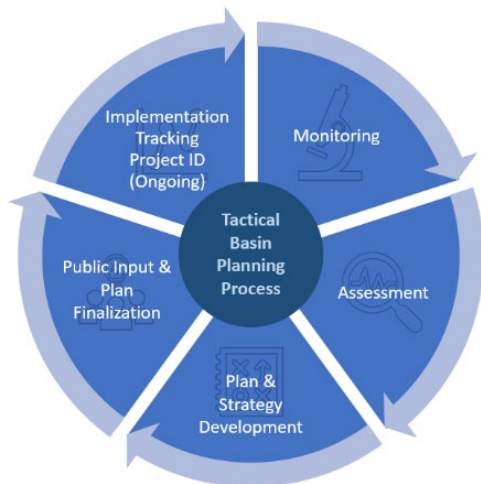 Implementation
Tracking
Project ID
(Ongoing)
Monitoring
Tactical
Basin
Planning
Process
Public Input &
Plan
Finalization
Assessment
Plan &
Strategy
Development